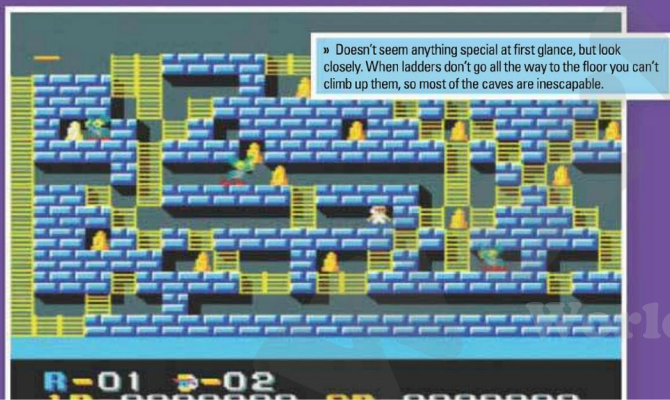 » Doesn't seem anything special at first glance, but look
closely. When ladders don't go all the way to the floor you can't
climb up them, so most of the caves are inescapable.
R-01 -02